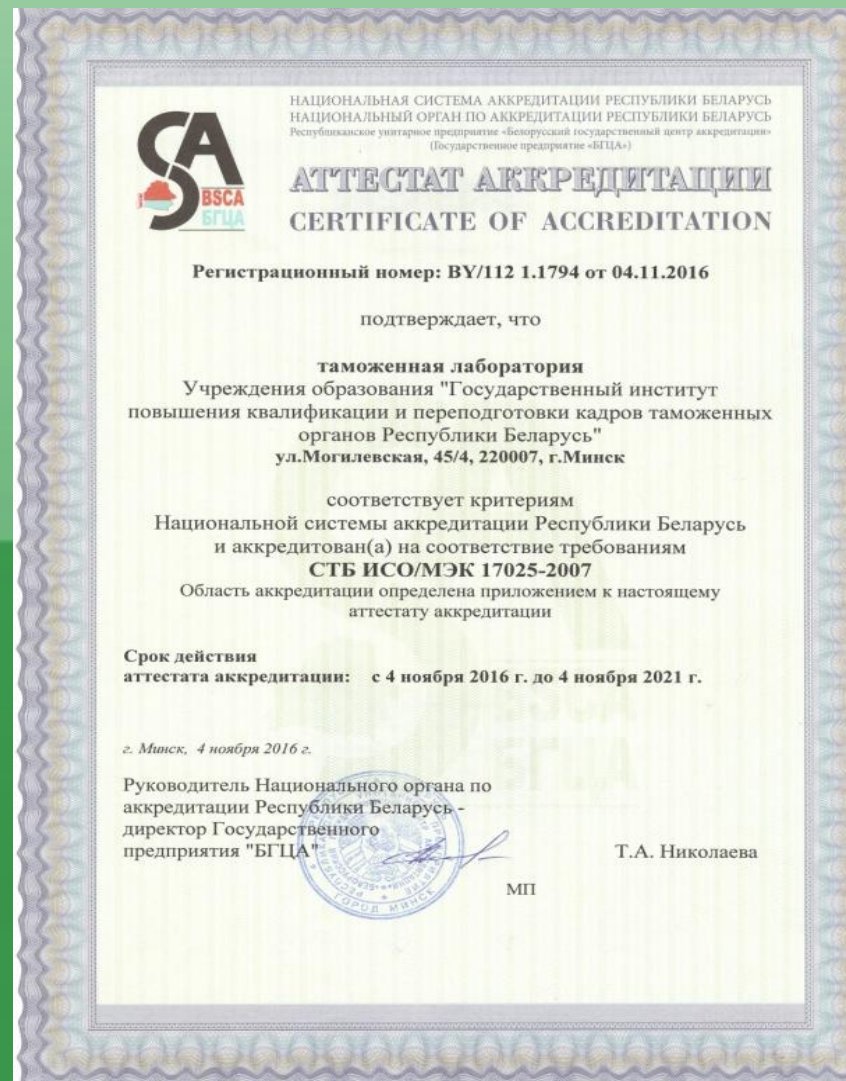 НАЦИОНАЛЬНАЯ СИСТЕМА АККРЕДИТАЦИИ РЕСПУБЛИКИ БЕЛАРУСЬ
НАЦИОНАЛЬНЫЙ ОРГАН ПО АККРЕДИТАЦИИ РЕСПУБЛИКИ БЕЛАРУСЬ
Республиканское унитарное предприятие «Белорусский государственный центр аккредитации»
(Государственное предприятие «БГЦА»)
BSCA
БГЦА
АТТЕСТАТ АККРЕДИТАЦИИ
CERTIFICATE OF ACCREDITATION
Регистрационный номер: BY/112 1.1794 от 04.11.2016
подтверждает, что
таможенная лаборатория
Учреждения образования "Государственный институт
повышения квалификации и переподготовки кадров таможенных
органов Республики Беларусь"
ул.Могилевская, 45/4, 220007, г.Минск
соответствует критериям
Национальной системы аккредитации Республики Беларусь
и аккредитован(а) на соответствие требованиям
СТБ ИСО/МЭК 17025-2007
Область аккредитации определена приложением к настоящему
аттестату аккредитации
Срок действия
аттестата аккредитации: с 4 ноября 2016 г. до 4 ноября 2021 г.
г. Минск, 4 ноября 2016 г.
Руководитель Национального органа по
аккредитации Республики Беларусь -
директор Государственного
предприятия "БГЦА"
Т.А. Николаева
МП
ГОРОД МИНСК